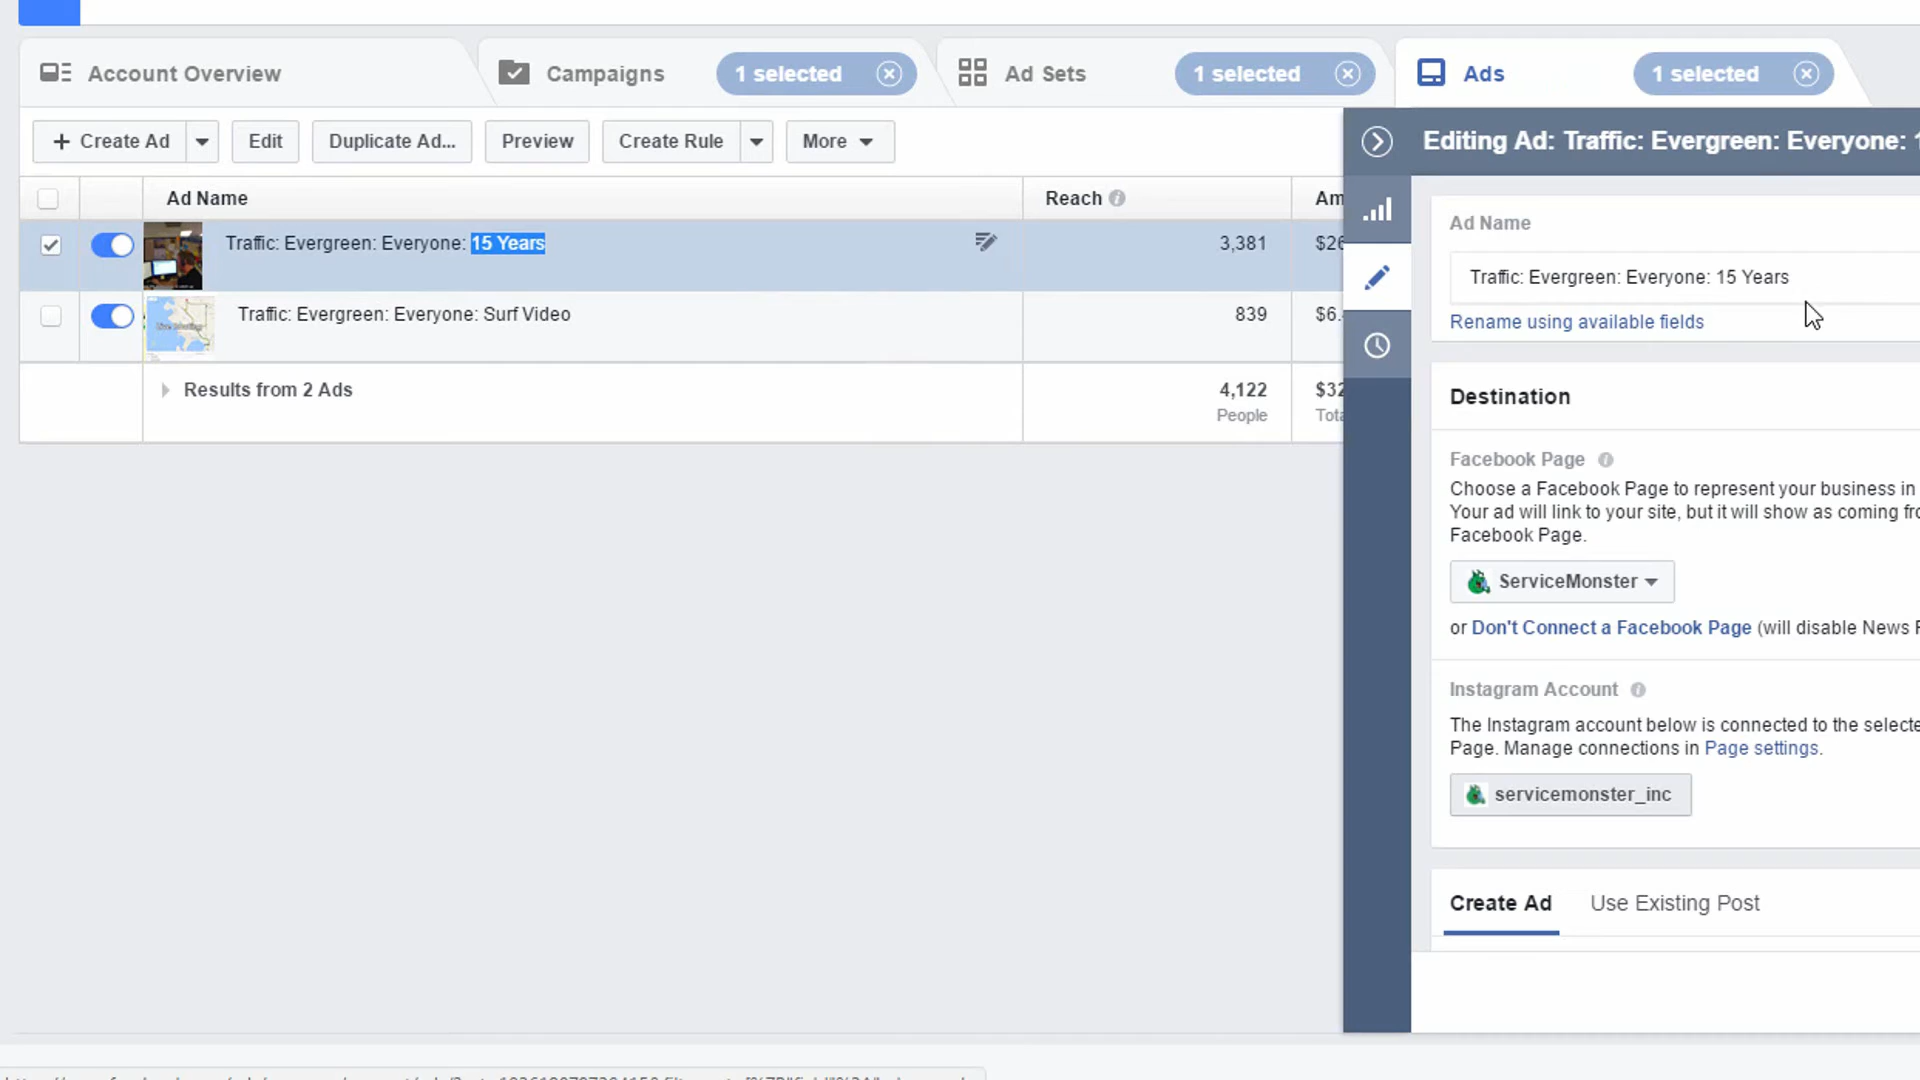 Account Overview
Campaigns
1 selected
Ad Sets
1 selected
Ads
1 selected
+ Create Ad
Edit
Duplicate Ad...
Preview
Create Rule
More
Editing Ad: Traffic: Evergreen: Everyone:
Ad Name
Reach
Am
Traffic: Evergreen: Everyone: 15 Years
3,381
$26
Traffic: Evergreen: Everyone: Surf Video
839
$6.
Results from 2 Ads
4,122
People
$32
Tota
Ad Name
Traffic: Evergreen: Everyone: 15 Years
Rename using available fields
Destination
Facebook Page
Choose a Facebook Page to represent your business in
Your ad will link to your site, but it will show as coming fro
Facebook Page.
ServiceMonster
or Don't Connect a Facebook Page (will disable News F
Instagram Account
The Instagram account below is connected to the selecte
Page. Manage connections in Page settings.
servicemonster_inc
Create Ad
Use Existing Post